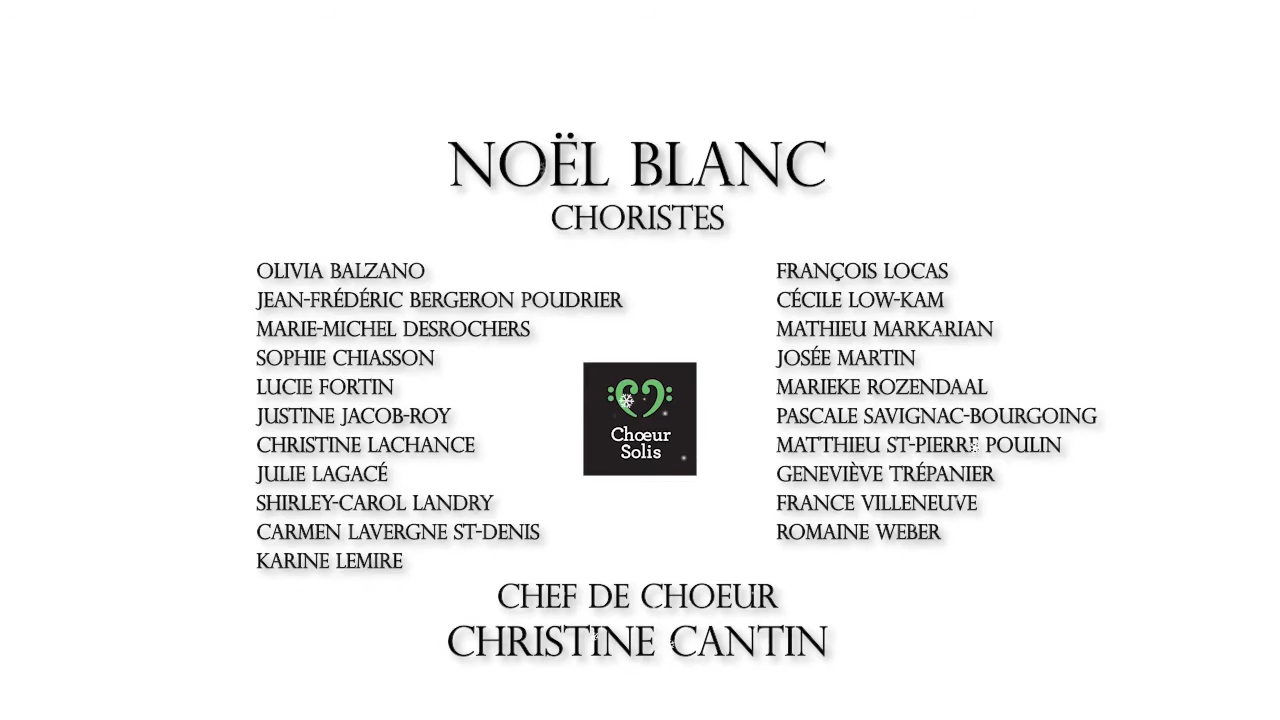 NOËL BLANC
CHORISTES
OLIVIA BALZANO
JEAN-FRÉDÉRIC BERGERON POUDRIER
MARIE-MICHEL DESROCHERS
SOPHIE CHIASSON
LUCIE FORTIN
JUSTINE JACOB-ROY
CHRISTINE LACHANCE
JULIE LAGACÉ
SHIRLEY-CAROL LANDRY
CARMEN LAVERGNE ST-DENIS
KARINE LEMIRE
Chœur
Solis
FRANÇOIS LOCAS
CÉCILE LOW-KAM
MATHIEU MARKARIAN
JOSÉE MARTIN
MARIEKE ROZENDAAL
PASCALE SAVIGNAC-BOURGOING
MATTHIEU ST-PIERRE POULIN
GENEVIÈVE TRÉPANIER
FRANCE VILLENEUVE
ROMAINE WEBER
CHEF DE CHOEUR
CHRISTINE CANTIN